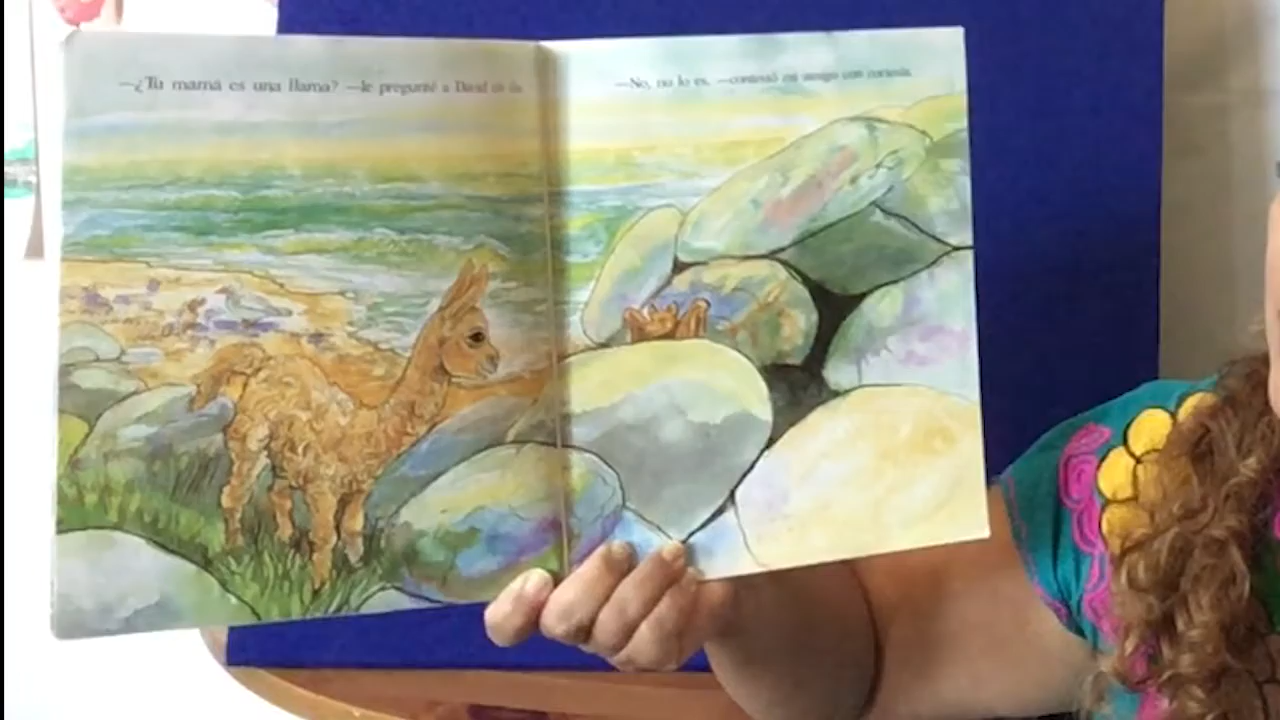 —¿Tu mamá es una llama? —le pregunté a David
—No, no lo es. —contestó mi amigo con cortesía.